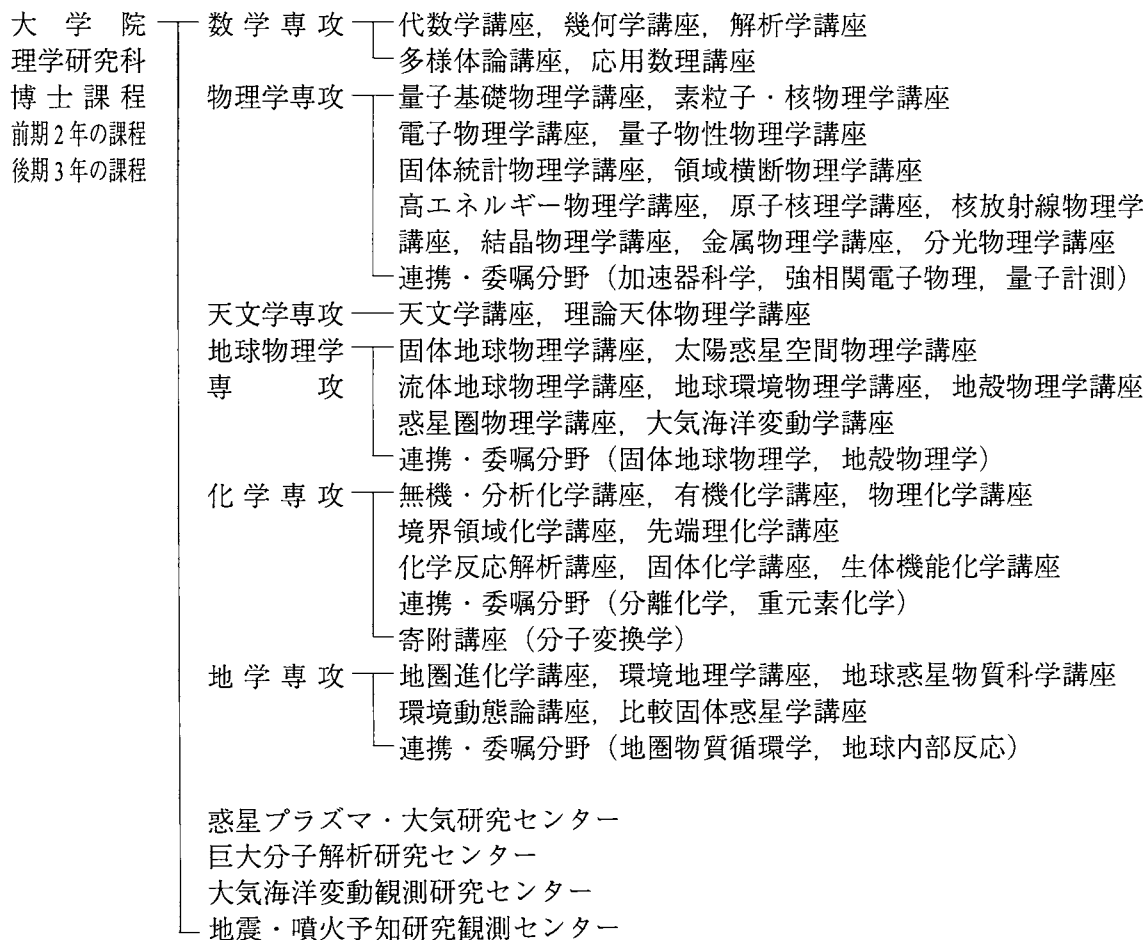 大学院 数学専攻 代数学講座，幾何学講座，解析学講座
理学研究科 多様体論講座，応用数理講座
博士課程 物理学専攻 量子基礎物理学講座，素粒子・核物理学講座
前期2年の課程 電子物理学講座，量子物性物理学講座
後期3年の課程 固体統計物理学講座，領域横断物理学講座
高エネルギー物理学講座，原子核理学講座，核放射線物理学
講座，結晶物理学講座，金属物理学講座，分光物理学講座
連携・委嘱分野（加速器科学，強相関電子物理，量子計測）
天文学専攻 天文学講座，理論天体物理学講座
地球物理学 固体地球物理学講座，太陽惑星空間物理学講座
専攻 流体地球物理学講座，地球環境物理学講座，地殻物理学講座
惑星圏物理学講座，大気海洋変動学講座
連携・委嘱分野（固体地球物理学，地殻物理学）
化学専攻 無機・分析化学講座，有機化学講座，物理化学講座
境界領域化学講座，先端理化学講座
化学反応解析講座，固体化学講座，生体機能化学講座
連携・委嘱分野（分離化学，重元素化学）
寄附講座（分子変換学）
地学専攻 地圏進化学講座，環境地理学講座，地球惑星物質科学講座
環境動態論講座，比較固体惑星学講座
連携・委嘱分野（地圏物質循環学，地球内部反応）
惑星プラズマ・大気研究センター
巨大分子解析研究センター
大気海洋変動観測研究センター
地震・噴火予知研究観測センター